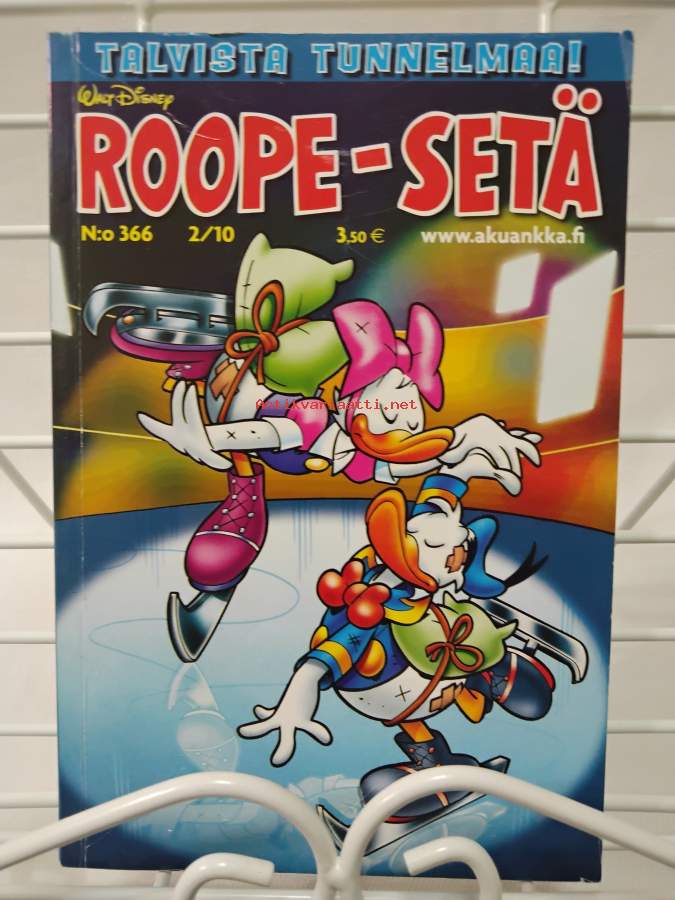 TALVISTA TUNNELMAA!
WALT DISNEY
ROOPE-SETÄ
N:o 366 2/10 3,50 € www.akuankka.fi
Antikvariaatti.net